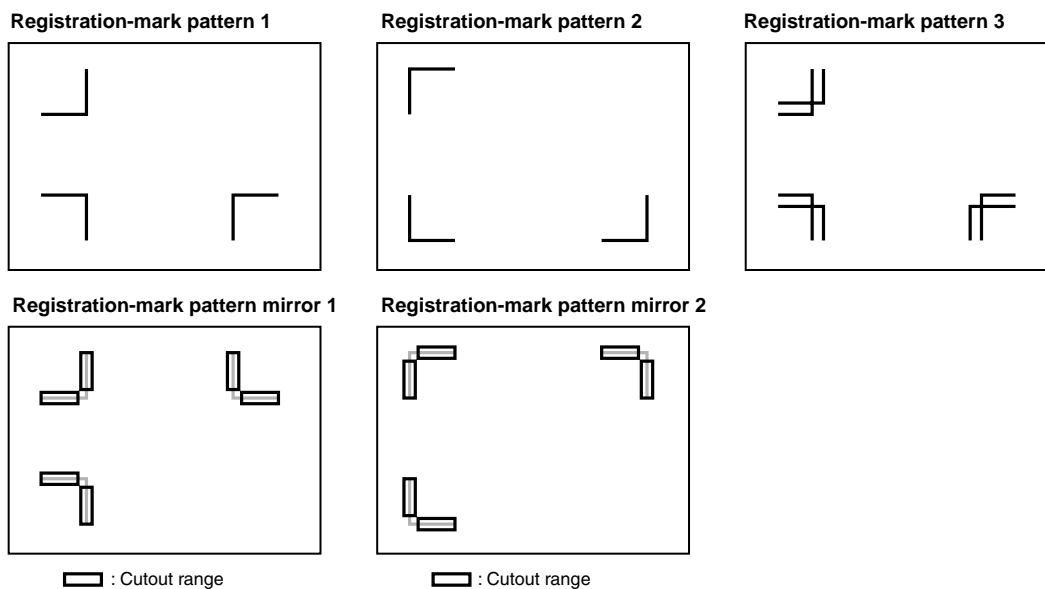 Registration-mark pattern 1
Registration-mark pattern 2
Registration-mark pattern 3
Registration-mark pattern mirror 1
Registration-mark pattern mirror 2
: Cutout range
: Cutout range